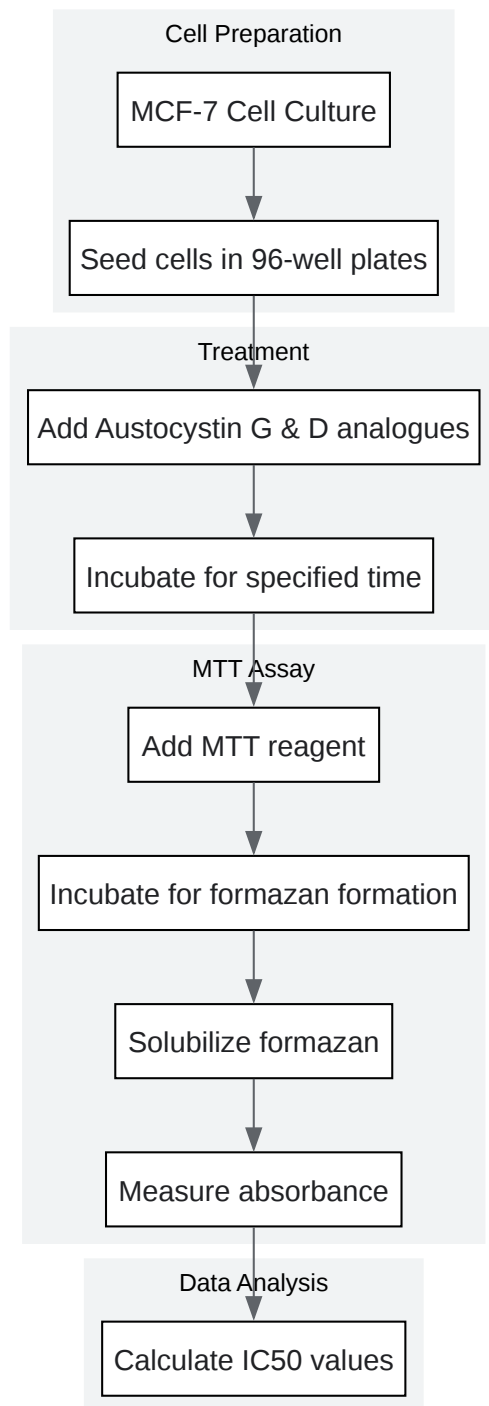 Cell Preparation
MCF-7 Cell Culture
Seed cells in 96-well plates
Treatment
Add Austocystin G & D analogues
Incubate for specified time
MTT Assay
Add MTT reagent
Incubate for formazan formation
Solubilize formazan
Measure absorbance
Data Analysis
Calculate IC50 values